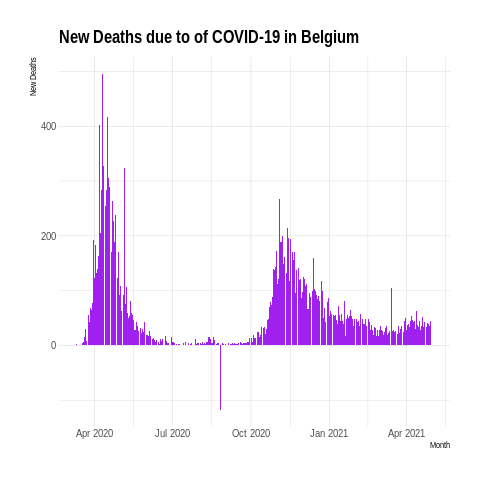 New Deaths due to of COVID-19 in Belgium
New Deaths
400
200
0
Apr 2020 Jul 2020 Oct 2020 Jan 2021 Apr 2021
Month